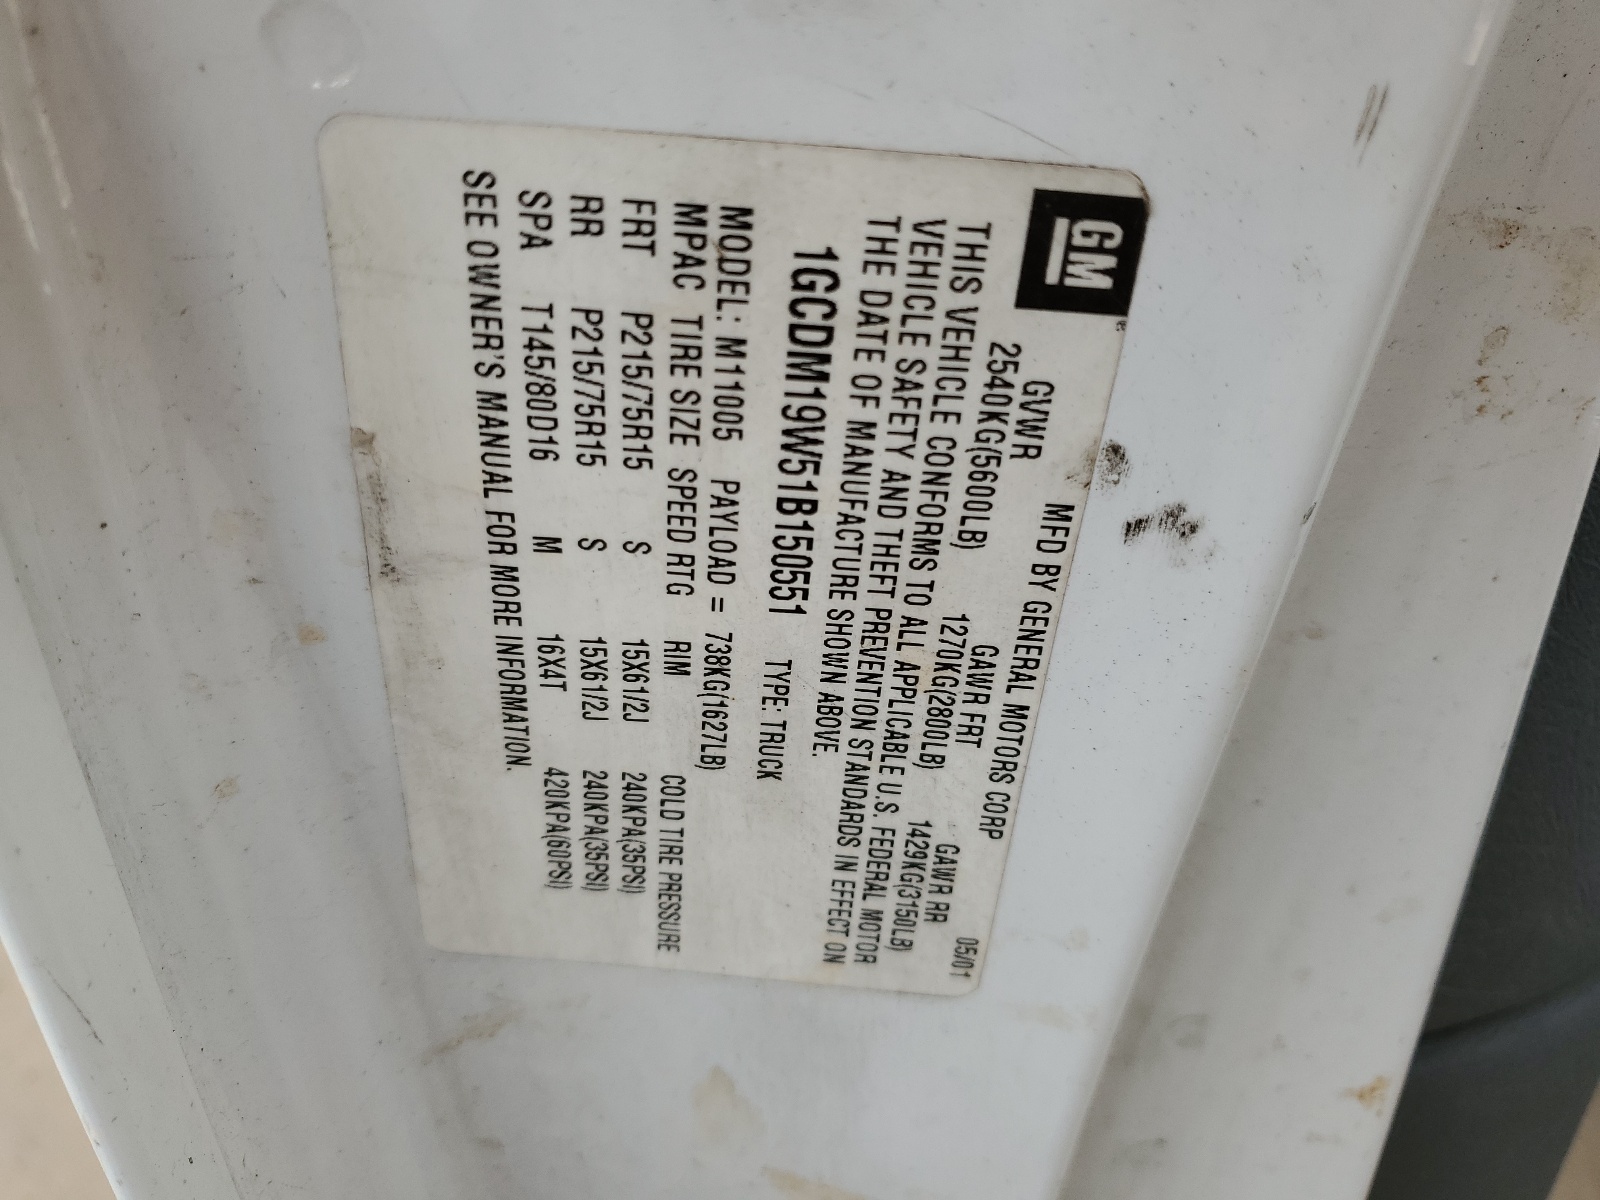 GM
MFD BY GENERAL MOTORS CORP 05/01
GVWR GAWR FRT GAWR RR
2540KG(5600LB) 1270KG(2800LB) 1429KG(3150LB)
THIS VEHICLE CONFORMS TO ALL APPLICABLE U.S. FEDERAL MOTOR
VEHICLE SAFETY AND THEFT PREVENTION STANDARDS IN EFFECT ON
THE DATE OF MANUFACTURE SHOWN ABOVE.
1GCDM19W51B150551 TYPE: TRUCK
MODEL: M11005 PAYLOAD = 738KG(1627LB)
MPAC TIRE SIZE SPEED RTG RIM COLD TIRE PRESSURE
FRT P215/75R15 S 15X61/2J 240KPA(35PSI)
RR P215/75R15 S 15X61/2J 240KPA(35PSI)
SPA T145/80D16 M 16X4T 420KPA(60PSI)
SEE OWNER'S MANUAL FOR MORE INFORMATION.